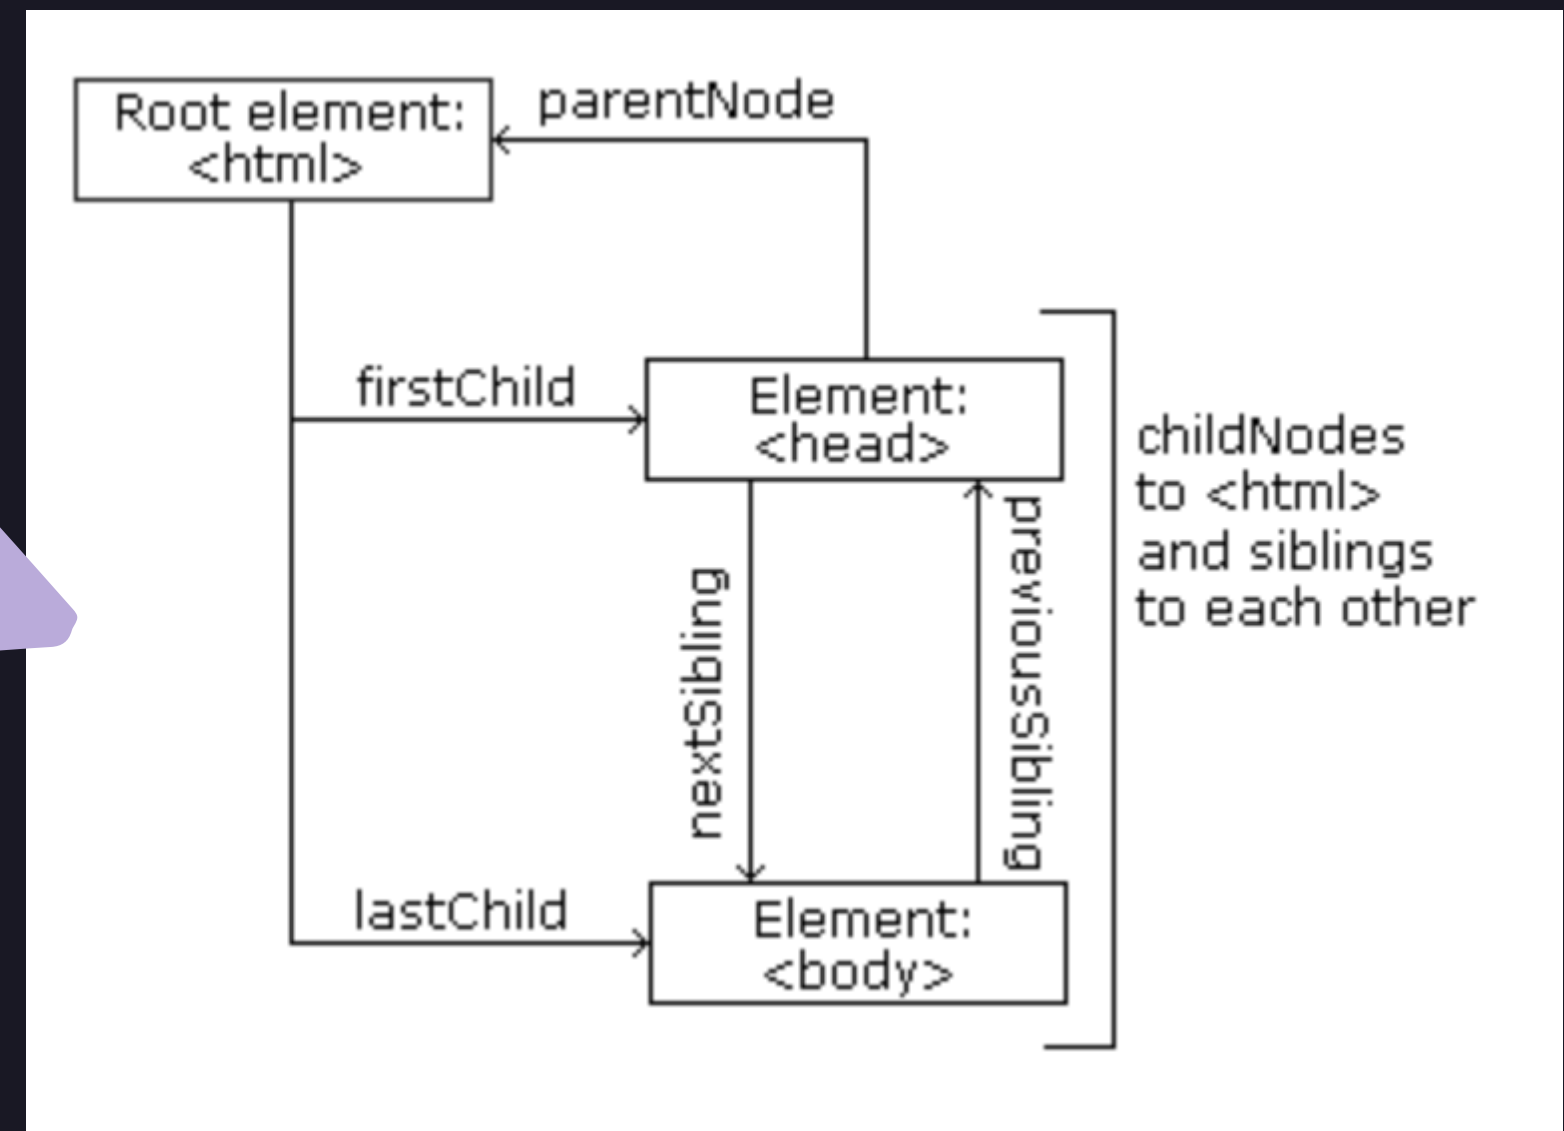 Root element:
<html>
parentNode
firstChild
Element:
<head>
childNodes
to <html>
and siblings
to each other
nextSibling
previousSibling
lastChild
Element:
<body>